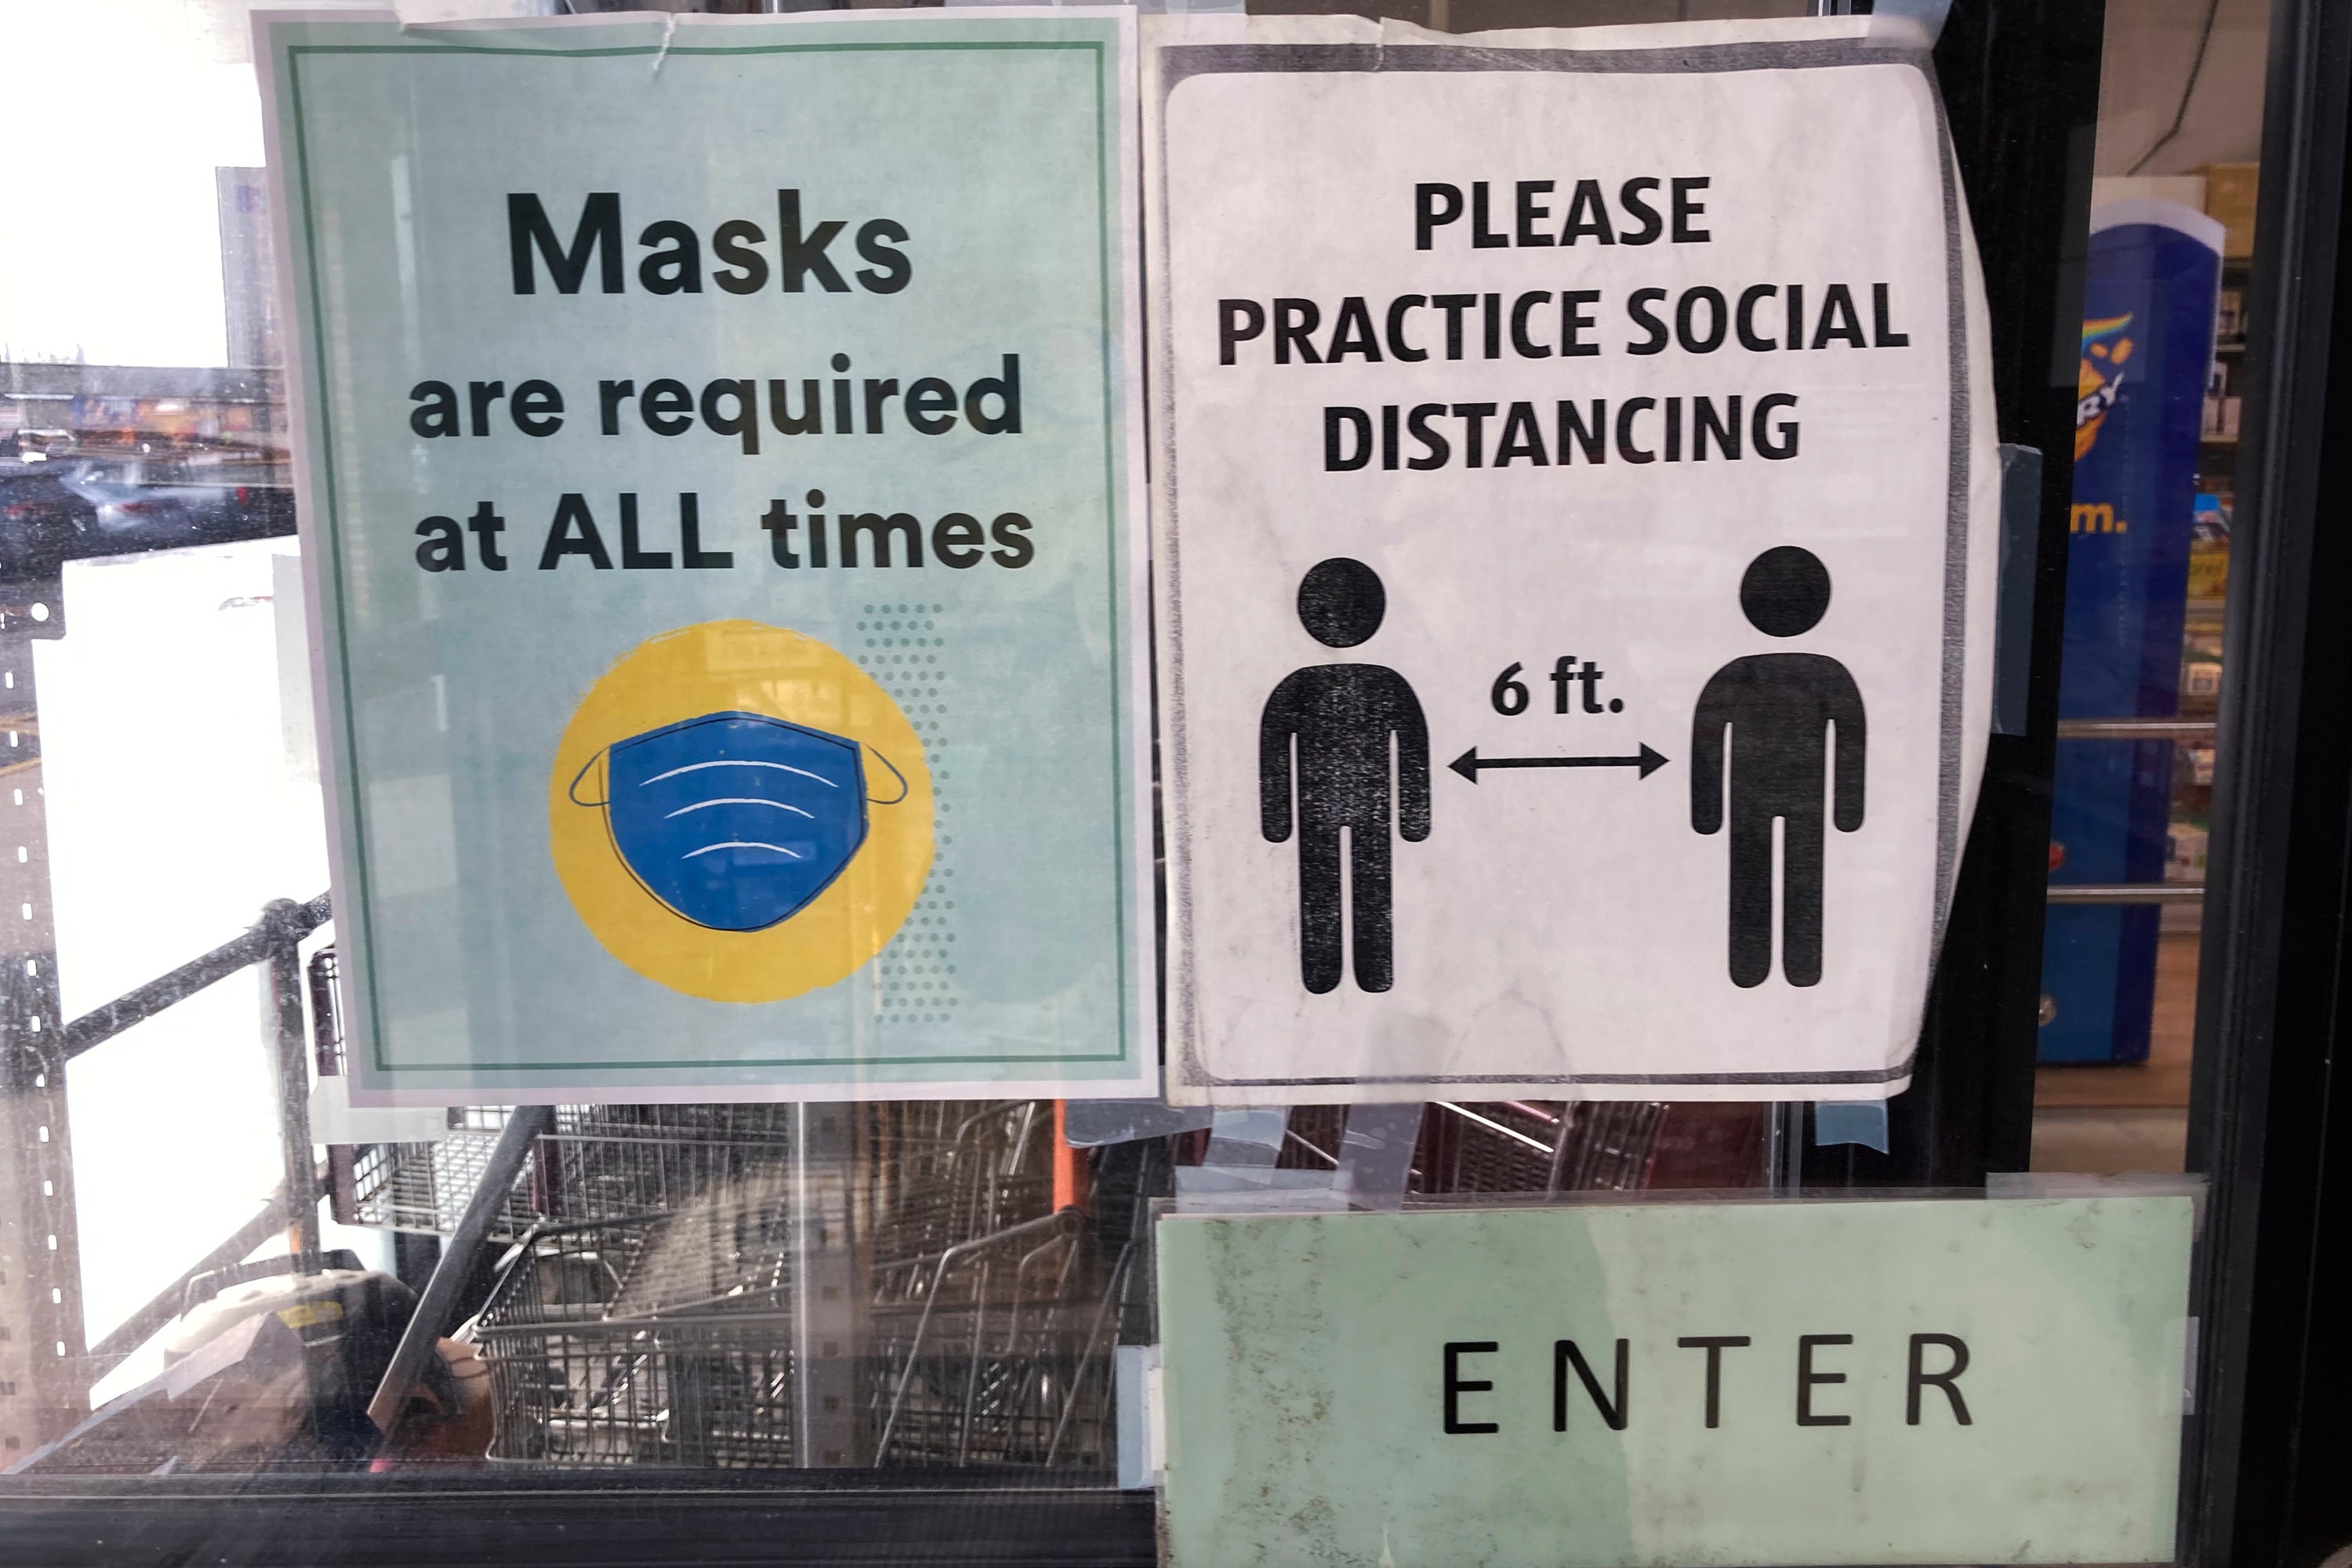 Masks
are required
at ALL times
PLEASE
PRACTICE SOCIAL
DISTANCING
6 ft.
ENTER